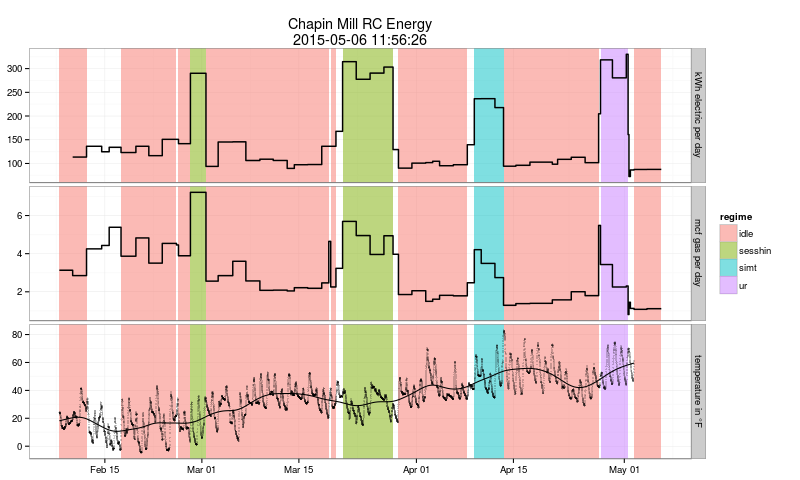 Chapin Mill RC Energy
2015-05-06 11:56:26
300
250
200
150
100
kWh electric per day
6
4
2
mcf gas per day
80
60
40
20
0
temperature in °F
Feb 15
Mar 01
Mar 15
Apr 01
Apr 15
May 01
regime
idle
sesshin
simt
ur